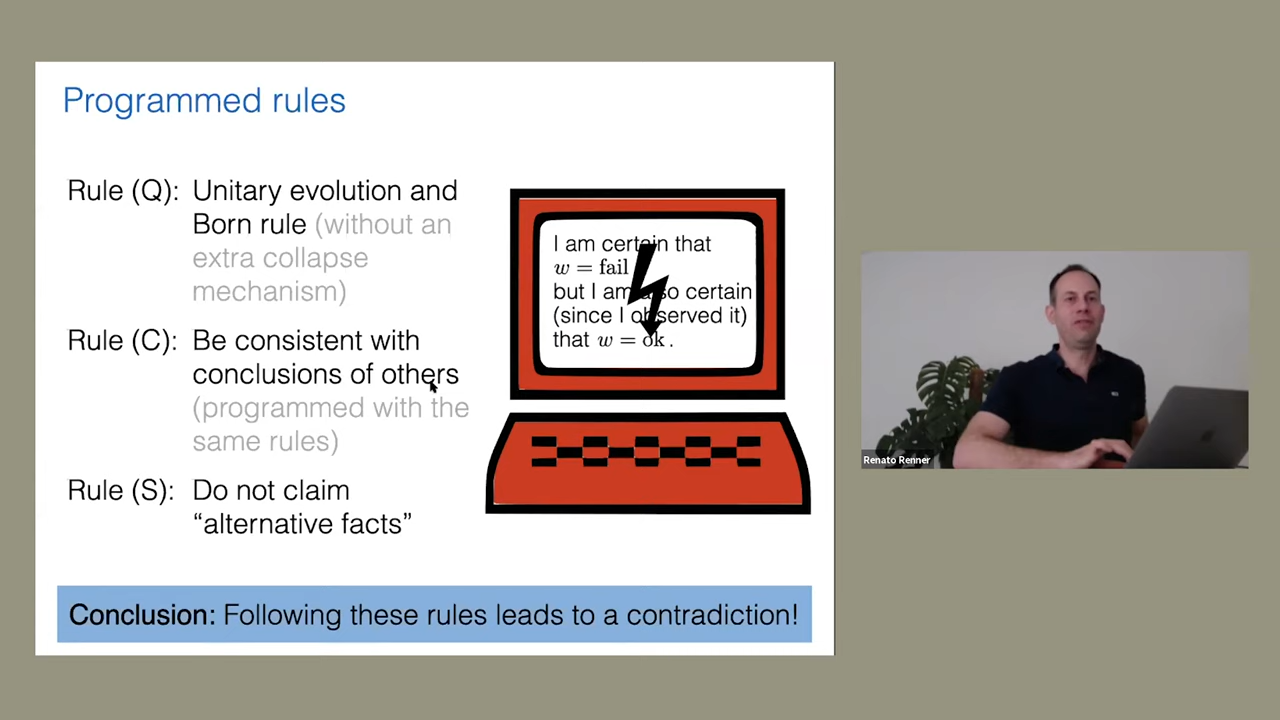 Programmed rules
Rule (Q): Unitary evolution and
Born rule (without an
extra collapse
mechanism)
Rule (C): Be consistent with
conclusions of others
(programmed with the
same rules)
Rule (S): Do not claim
“alternative facts”
I am certain that
w = fail
but I am also certain
(since I observed it)
that w = ok.
Conclusion: Following these rules leads to a contradiction!
Renato Renner